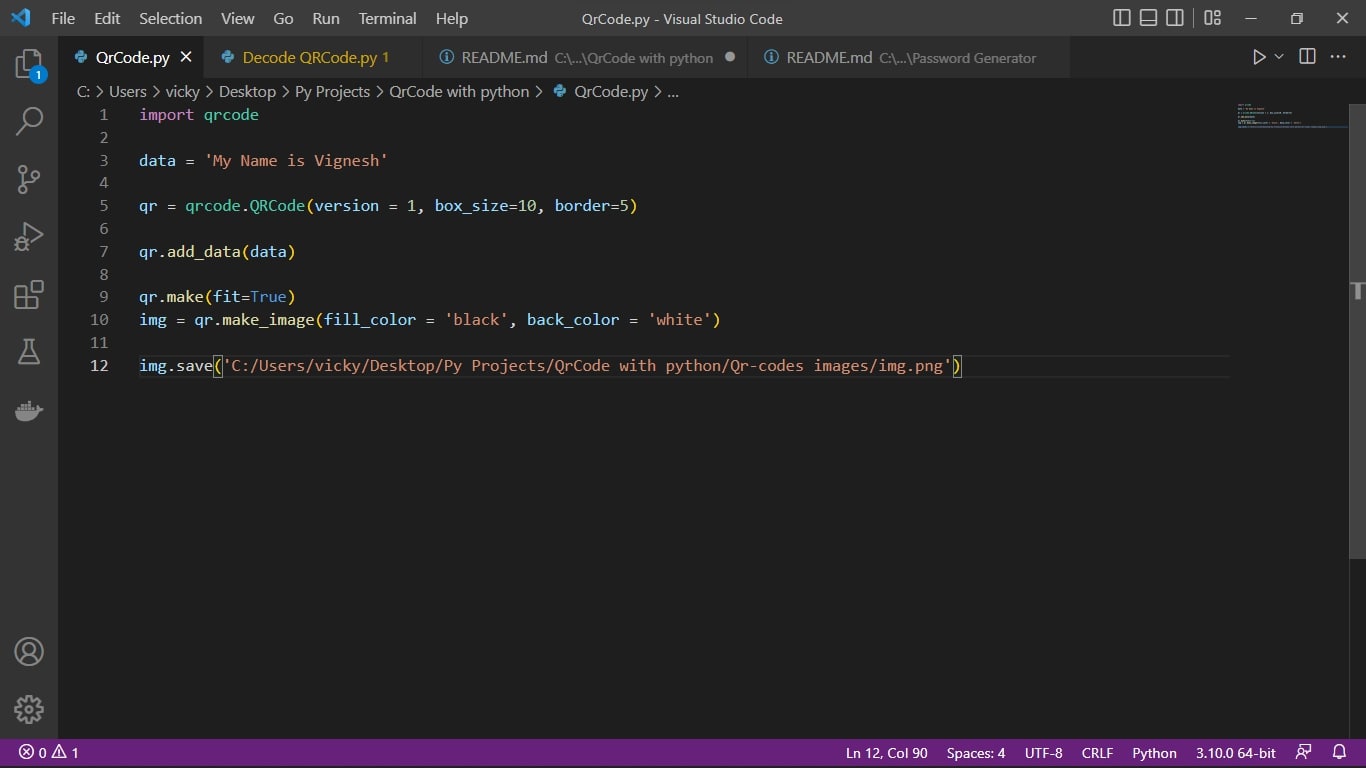 File Edit Selection View Go Run Terminal Help QrCode.py - Visual Studio Code
QrCode.py Decode QRCode.py 1 README.md C:\...\QrCode with python README.md C:\...\Password Generator
1
C: > Users > vicky > Desktop > Py Projects > QrCode with python > QrCode.py > ...
1 import qrcode
2
3 data = 'My Name is Vignesh'
4
5 qr = qrcode.QRCode(version = 1, box_size=10, border=5)
6
7 qr.add_data(data)
8
9 qr.make(fit=True)
10 img = qr.make_image(fill_color = 'black', back_color = 'white')
11
12 img.save('C:/Users/vicky/Desktop/Py Projects/QrCode with python/Qr-codes images/img.png')
0 1 Ln 12, Col 90 Spaces: 4 UTF-8 CRLF Python 3.10.0 64-bit